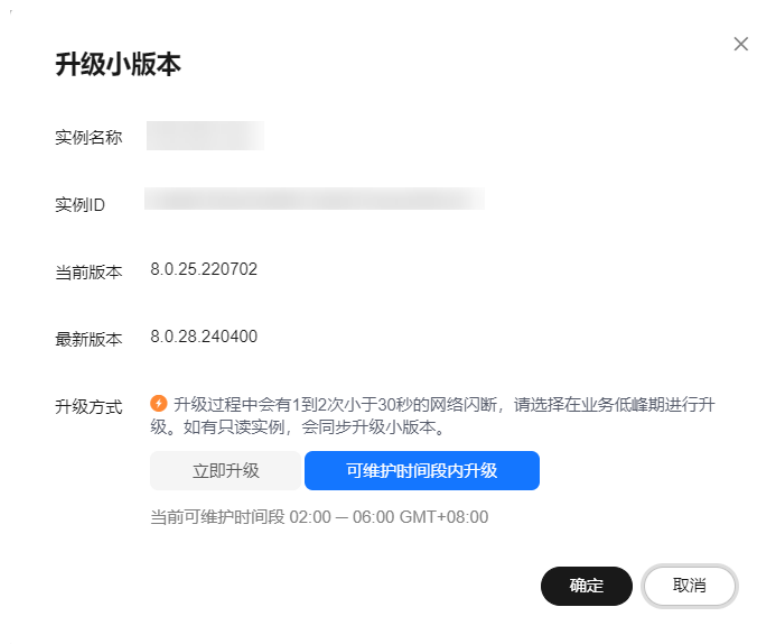 升级小版本
实例名称
实例ID
当前版本 8.0.25.220702
最新版本 8.0.28.240400
升级方式 升级过程中会有1到2次小于30秒的网络闪断，请选择在业务低峰期进行升
级。如有只读实例，会同步升级小版本。
立即升级 可维护时间段内升级
当前可维护时间段 02:00 — 06:00 GMT+08:00
确定 取消